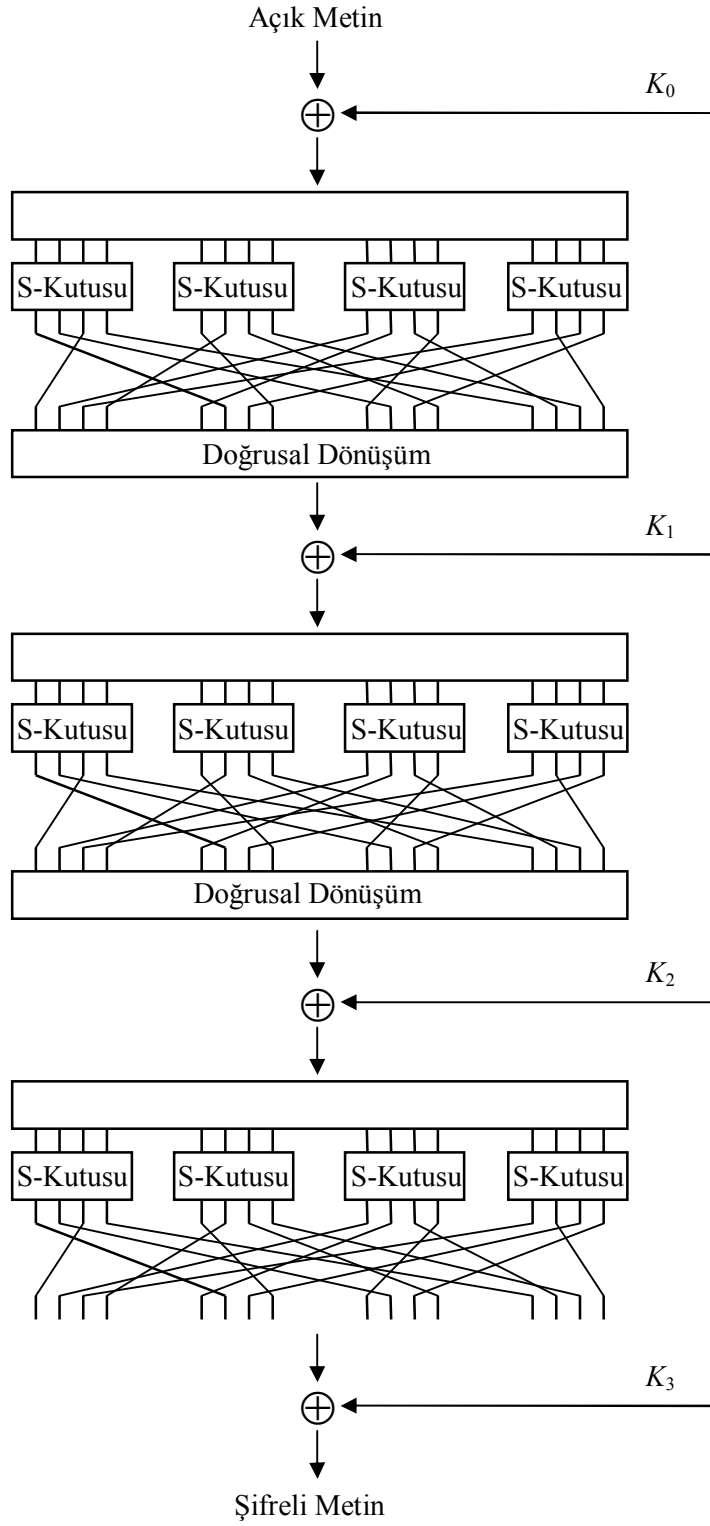 Açık Metin
K0
S-Kutusu S-Kutusu S-Kutusu S-Kutusu
Doğrusal Dönüşüm
K1
S-Kutusu S-Kutusu S-Kutusu S-Kutusu
Doğrusal Dönüşüm
K2
S-Kutusu S-Kutusu S-Kutusu S-Kutusu
K3
Şifreli Metin